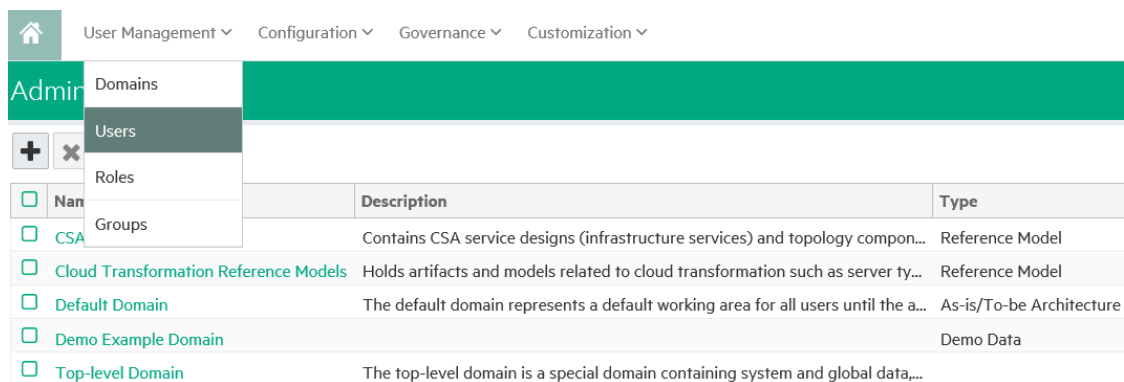 User Management Configuration Governance Customization
Domains
Admin
Users
Roles
Nam Description Type
Groups
CSA Contains CSA service designs (infrastructure services) and topology compon... Reference Model
Cloud Transformation Reference Models Holds artifacts and models related to cloud transformation such as server ty... Reference Model
Default Domain The default domain represents a default working area for all users until the a... As-is/To-be Architecture
Demo Example Domain Demo Data
Top-level Domain The top-level domain is a special domain containing system and global data,...